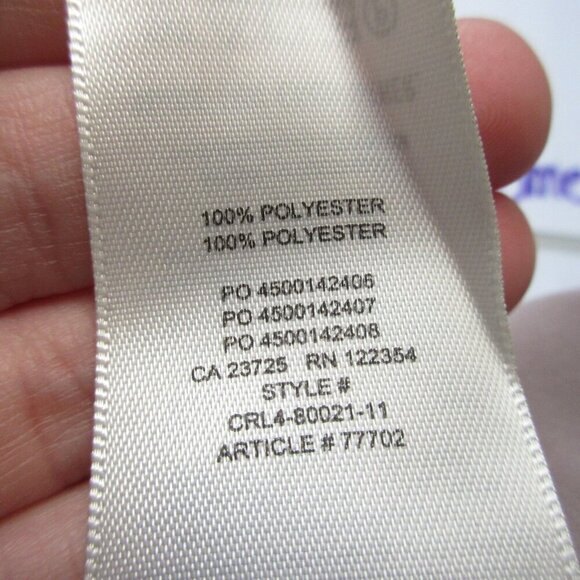 100% POLYESTER
100% POLYESTER
PO 4500142406
PO 4500142407
PO 4500142408
CA 23725 RN 122354
STYLE #
CRL4-80021-11
ARTICLE # 77702